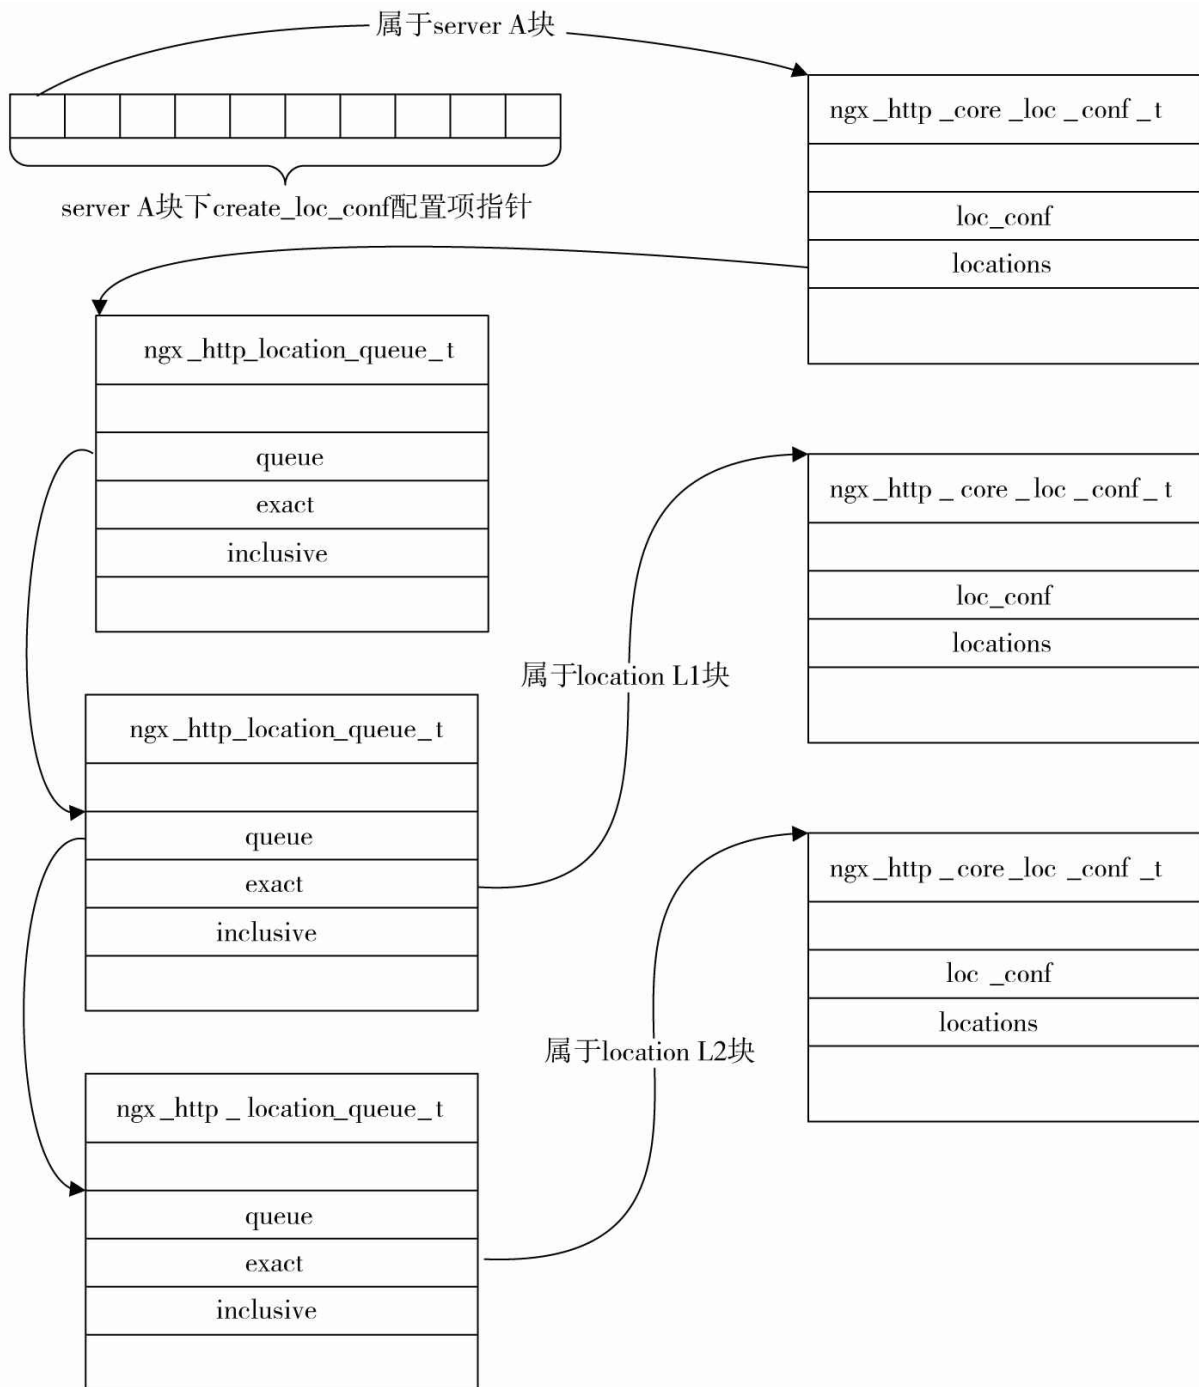 属于server A块
server A块下create_loc_conf配置项指针
ngx_http_core_loc_conf_t
loc_conf
locations
ngx_http_location_queue_t
queue
exact
inclusive
ngx_http_core_loc_conf_t
loc_conf
locations
属于location L1块
ngx_http_location_queue_t
queue
exact
inclusive
ngx_http_core_loc_conf_t
loc_conf
locations
属于location L2块
ngx_http_location_queue_t
queue
exact
inclusive